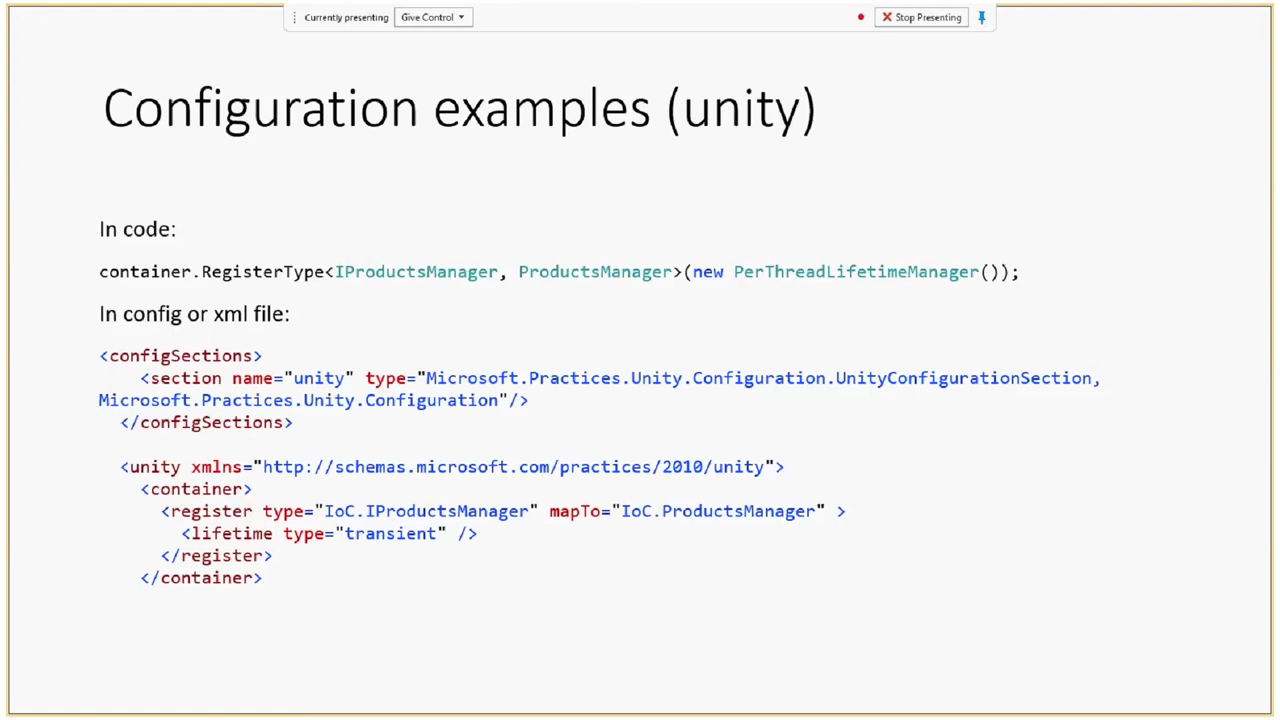 Currently presenting Give Control Stop Presenting
Configuration examples (unity)
In code:
container.RegisterType<IProductsManager, ProductsManager>(new PerThreadLifetimeManager());
In config or xml file:
<configSections>
<section name="unity" type="Microsoft.Practices.Unity.Configuration.UnityConfigurationSection,
Microsoft.Practices.Unity.Configuration"/>
</configSections>
<unity xmlns="http://schemas.microsoft.com/practices/2010/unity">
<container>
<register type="IoC.IProductsManager" mapTo="IoC.ProductsManager" >
<lifetime type="transient" />
</register>
</container>